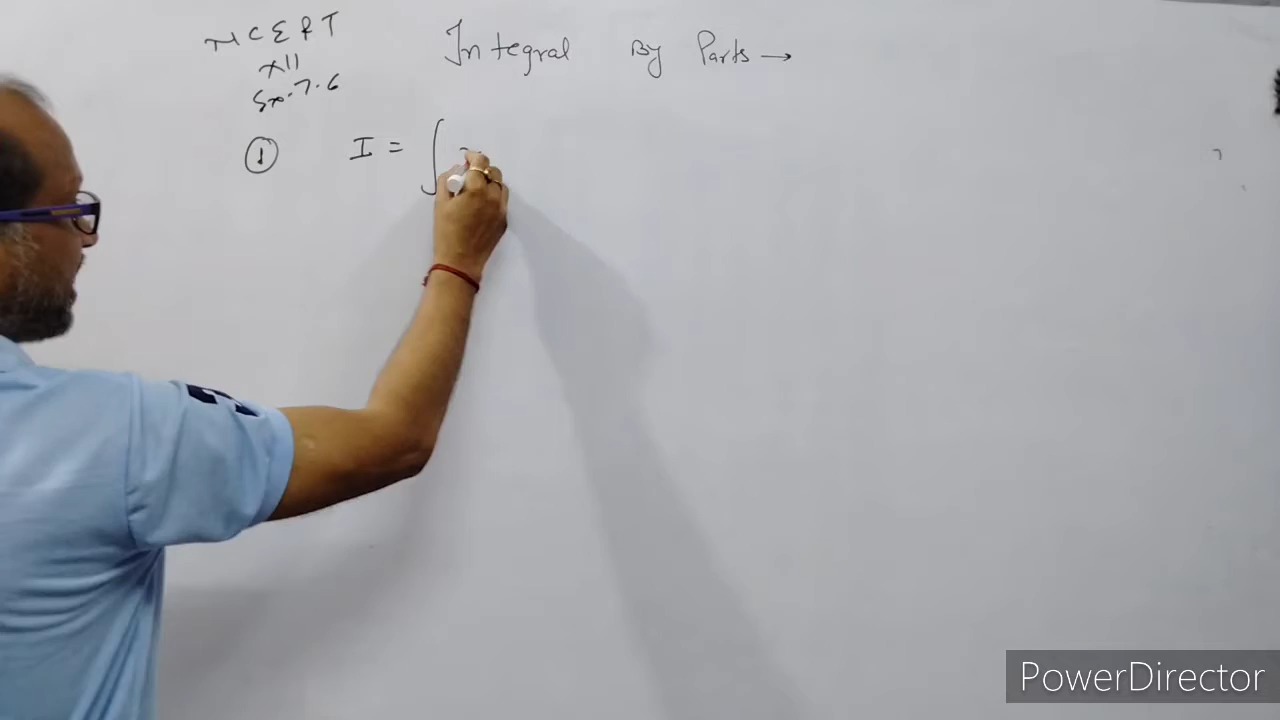 NCERT
XII
Ex. 7.6
Integral By Parts →
① I = ∫
PowerDirector